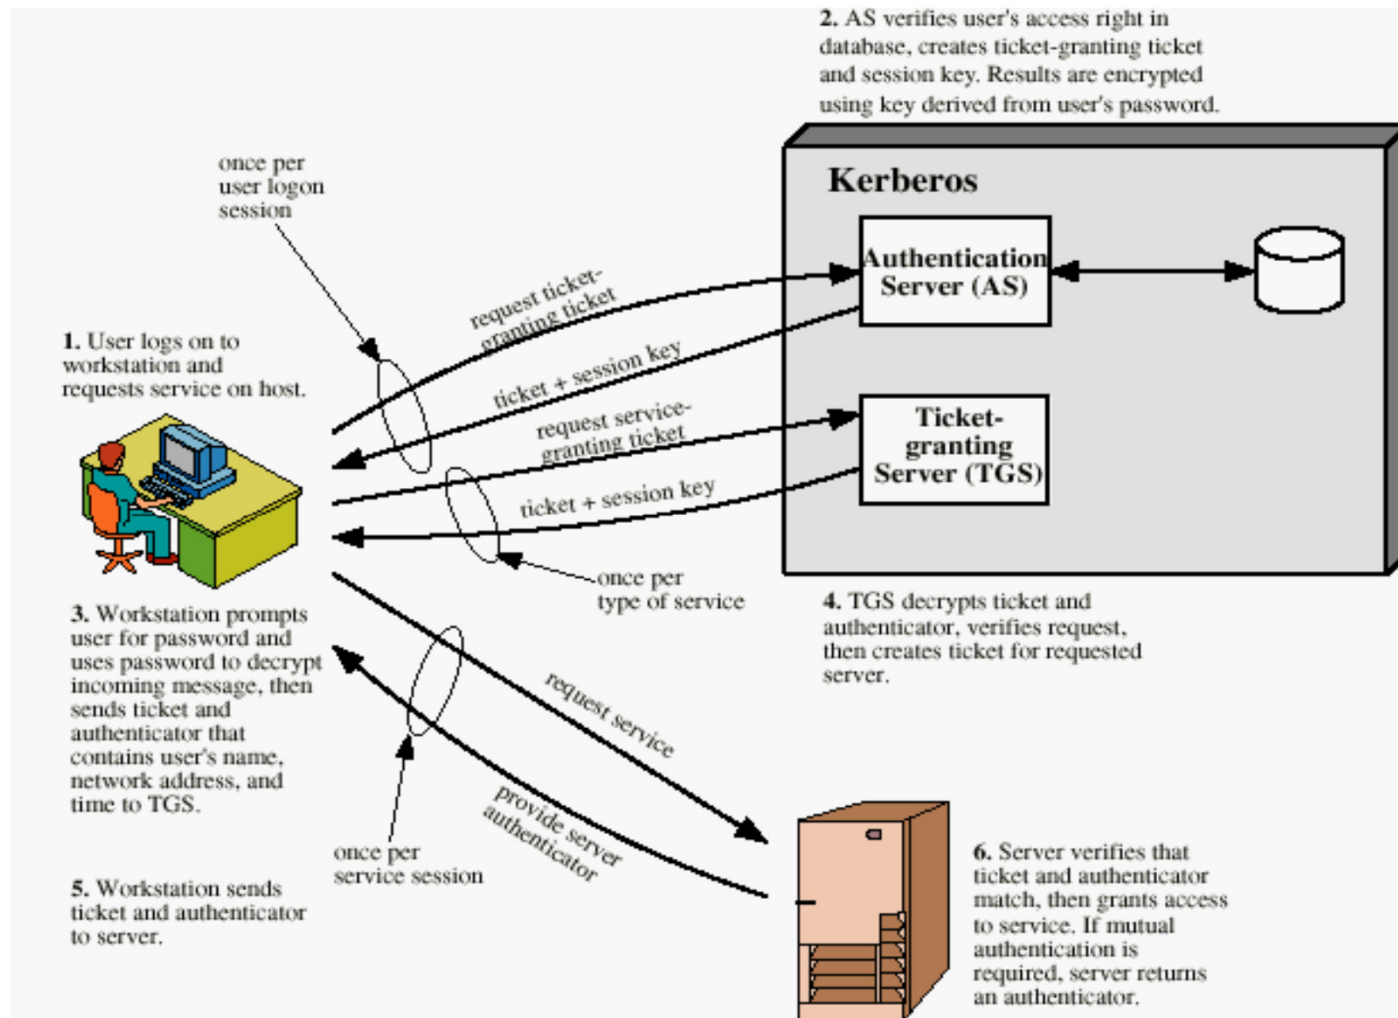 2. AS verifies user's access right in
database, creates ticket-granting ticket
and session key. Results are encrypted
using key derived from user's password.
once per
user logon
session
Kerberos
Authentication
Server (AS)
request ticket-
granting ticket
1. User logs on to
workstation and
requests service on host.
ticket + session key
request service-
granting ticket
Ticket-
granting
Server (TGS)
ticket + session key
once per
type of service
3. Workstation prompts
user for password and
uses password to decrypt
incoming message, then
sends ticket and
authenticator that
contains user's name,
network address, and
time to TGS.
4. TGS decrypts ticket and
authenticator, verifies request,
then creates ticket for requested
server.
request service
provide server
authenticator
once per
service session
5. Workstation sends
ticket and authenticator
to server.
6. Server verifies that
ticket and authenticator
match, then grants access
to service. If mutual
authentication is
required, server returns
an authenticator.